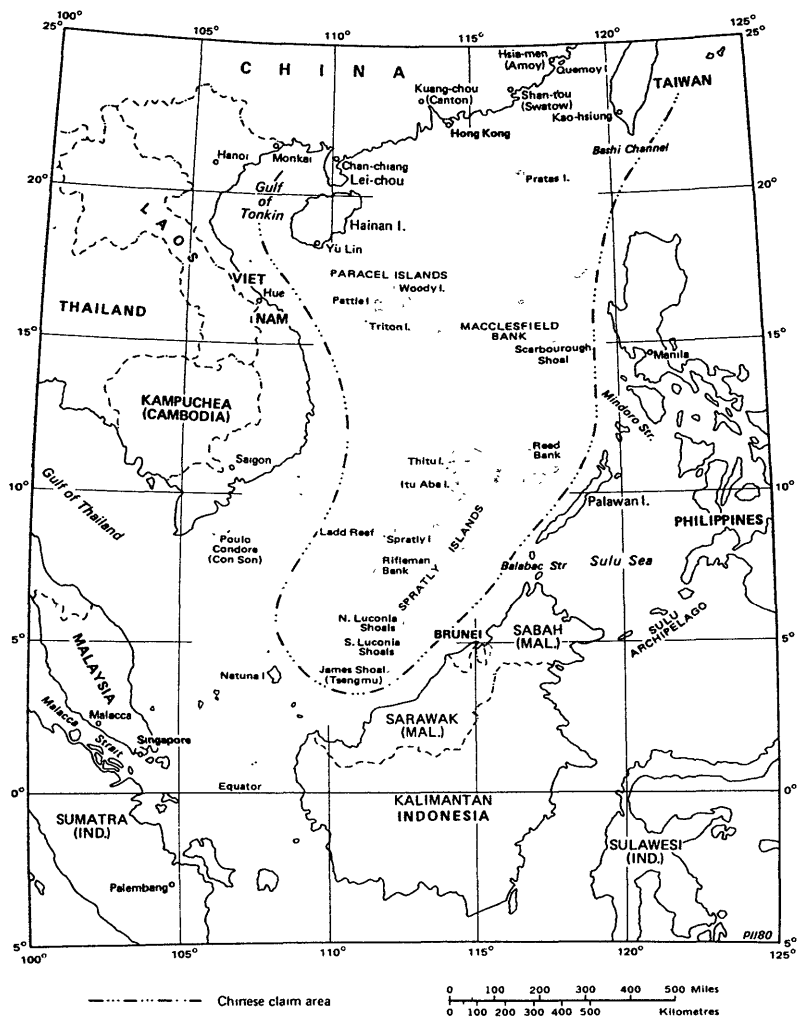 100°
105°
110°
115°
120°
125°
25°
25°
C H I N A
Hsia-men
(Amoy)
Quemoy
TAIWAN
Kuang-chou
(Canton)
Shan-t'ou
(Swatow)
Kao-hsiung
Hong Kong
Hanoi
Monkai
Chan-chiang
Lei-chou
Bashi Channel
20°
Gulf
of
Tonkin
Pratas I.
20°
LAOS
Hainan I.
Yü Lin
VIET
NAM
Hue
PARACEL ISLANDS
Woody I.
Pattle I
Triton I.
THAILAND
MACCLESFIELD
BANK
Scarbourough
Shoal
15°
15°
Manila
KAMPUCHEA
(CAMBODIA)
Mindoro Str.
Saigon
Thitu I.
Itu Aba I.
Reed
Bank
10°
10°
Gulf of Thailand
Palawan I.
PHILIPPINES
Poulo
Condore
(Con Son)
Ladd Reef
Spratly I
SPRATLY ISLANDS
Rifleman
Bank
Balabac Str
Sulu Sea
N. Luconia
Shoals
S. Luconia
Shoals
BRUNEI
SABAH
(MAL.)
SULU
ARCHIPELAGO
5°
5°
MALAYSIA
Natuna I
James Shoal
(Tsengmu)
Malacca
Strait
Malacca
Singapore
SARAWAK
(MAL.)
Equator
0°
0°
KALIMANTAN
INDONESIA
SUMATRA
(IND.)
SULAWESI
(IND.)
Palembang
PJ180
5°
5°
100°
105°
110°
115°
120°
125°
Chinese claim area
0 100 200 300 400 500 Miles
0 100 200 300 400 500 Kilometres